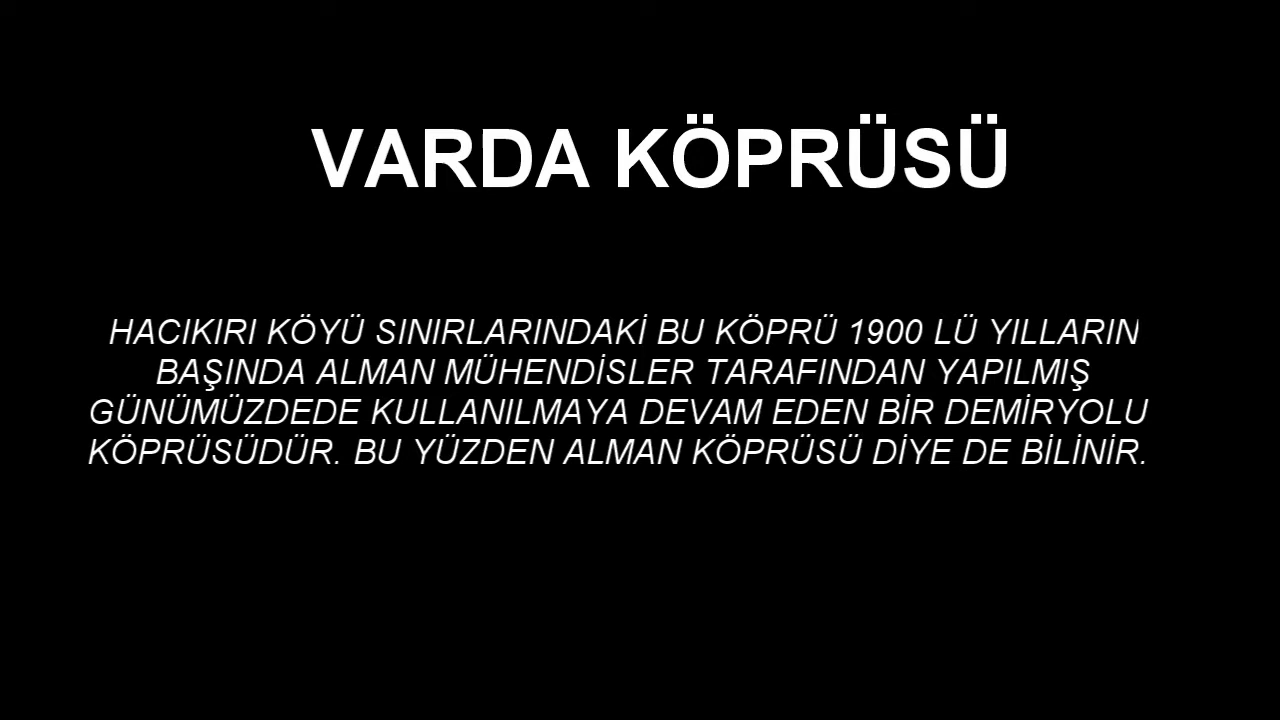 VARDA KÖPRÜSÜ
HACIKIRI KÖYÜ SINIRLARINDAKİ BU KÖPRÜ 1900 LÜ YILLARIN
BAŞINDA ALMAN MÜHENDİSLER TARAFINDAN YAPILMIŞ
GÜNÜMÜZDEDE KULLANILMAYA DEVAM EDEN BİR DEMİRYOLU
KÖPRÜSÜDÜR. BU YÜZDEN ALMAN KÖPRÜSÜ DİYE DE BİLİNİR.